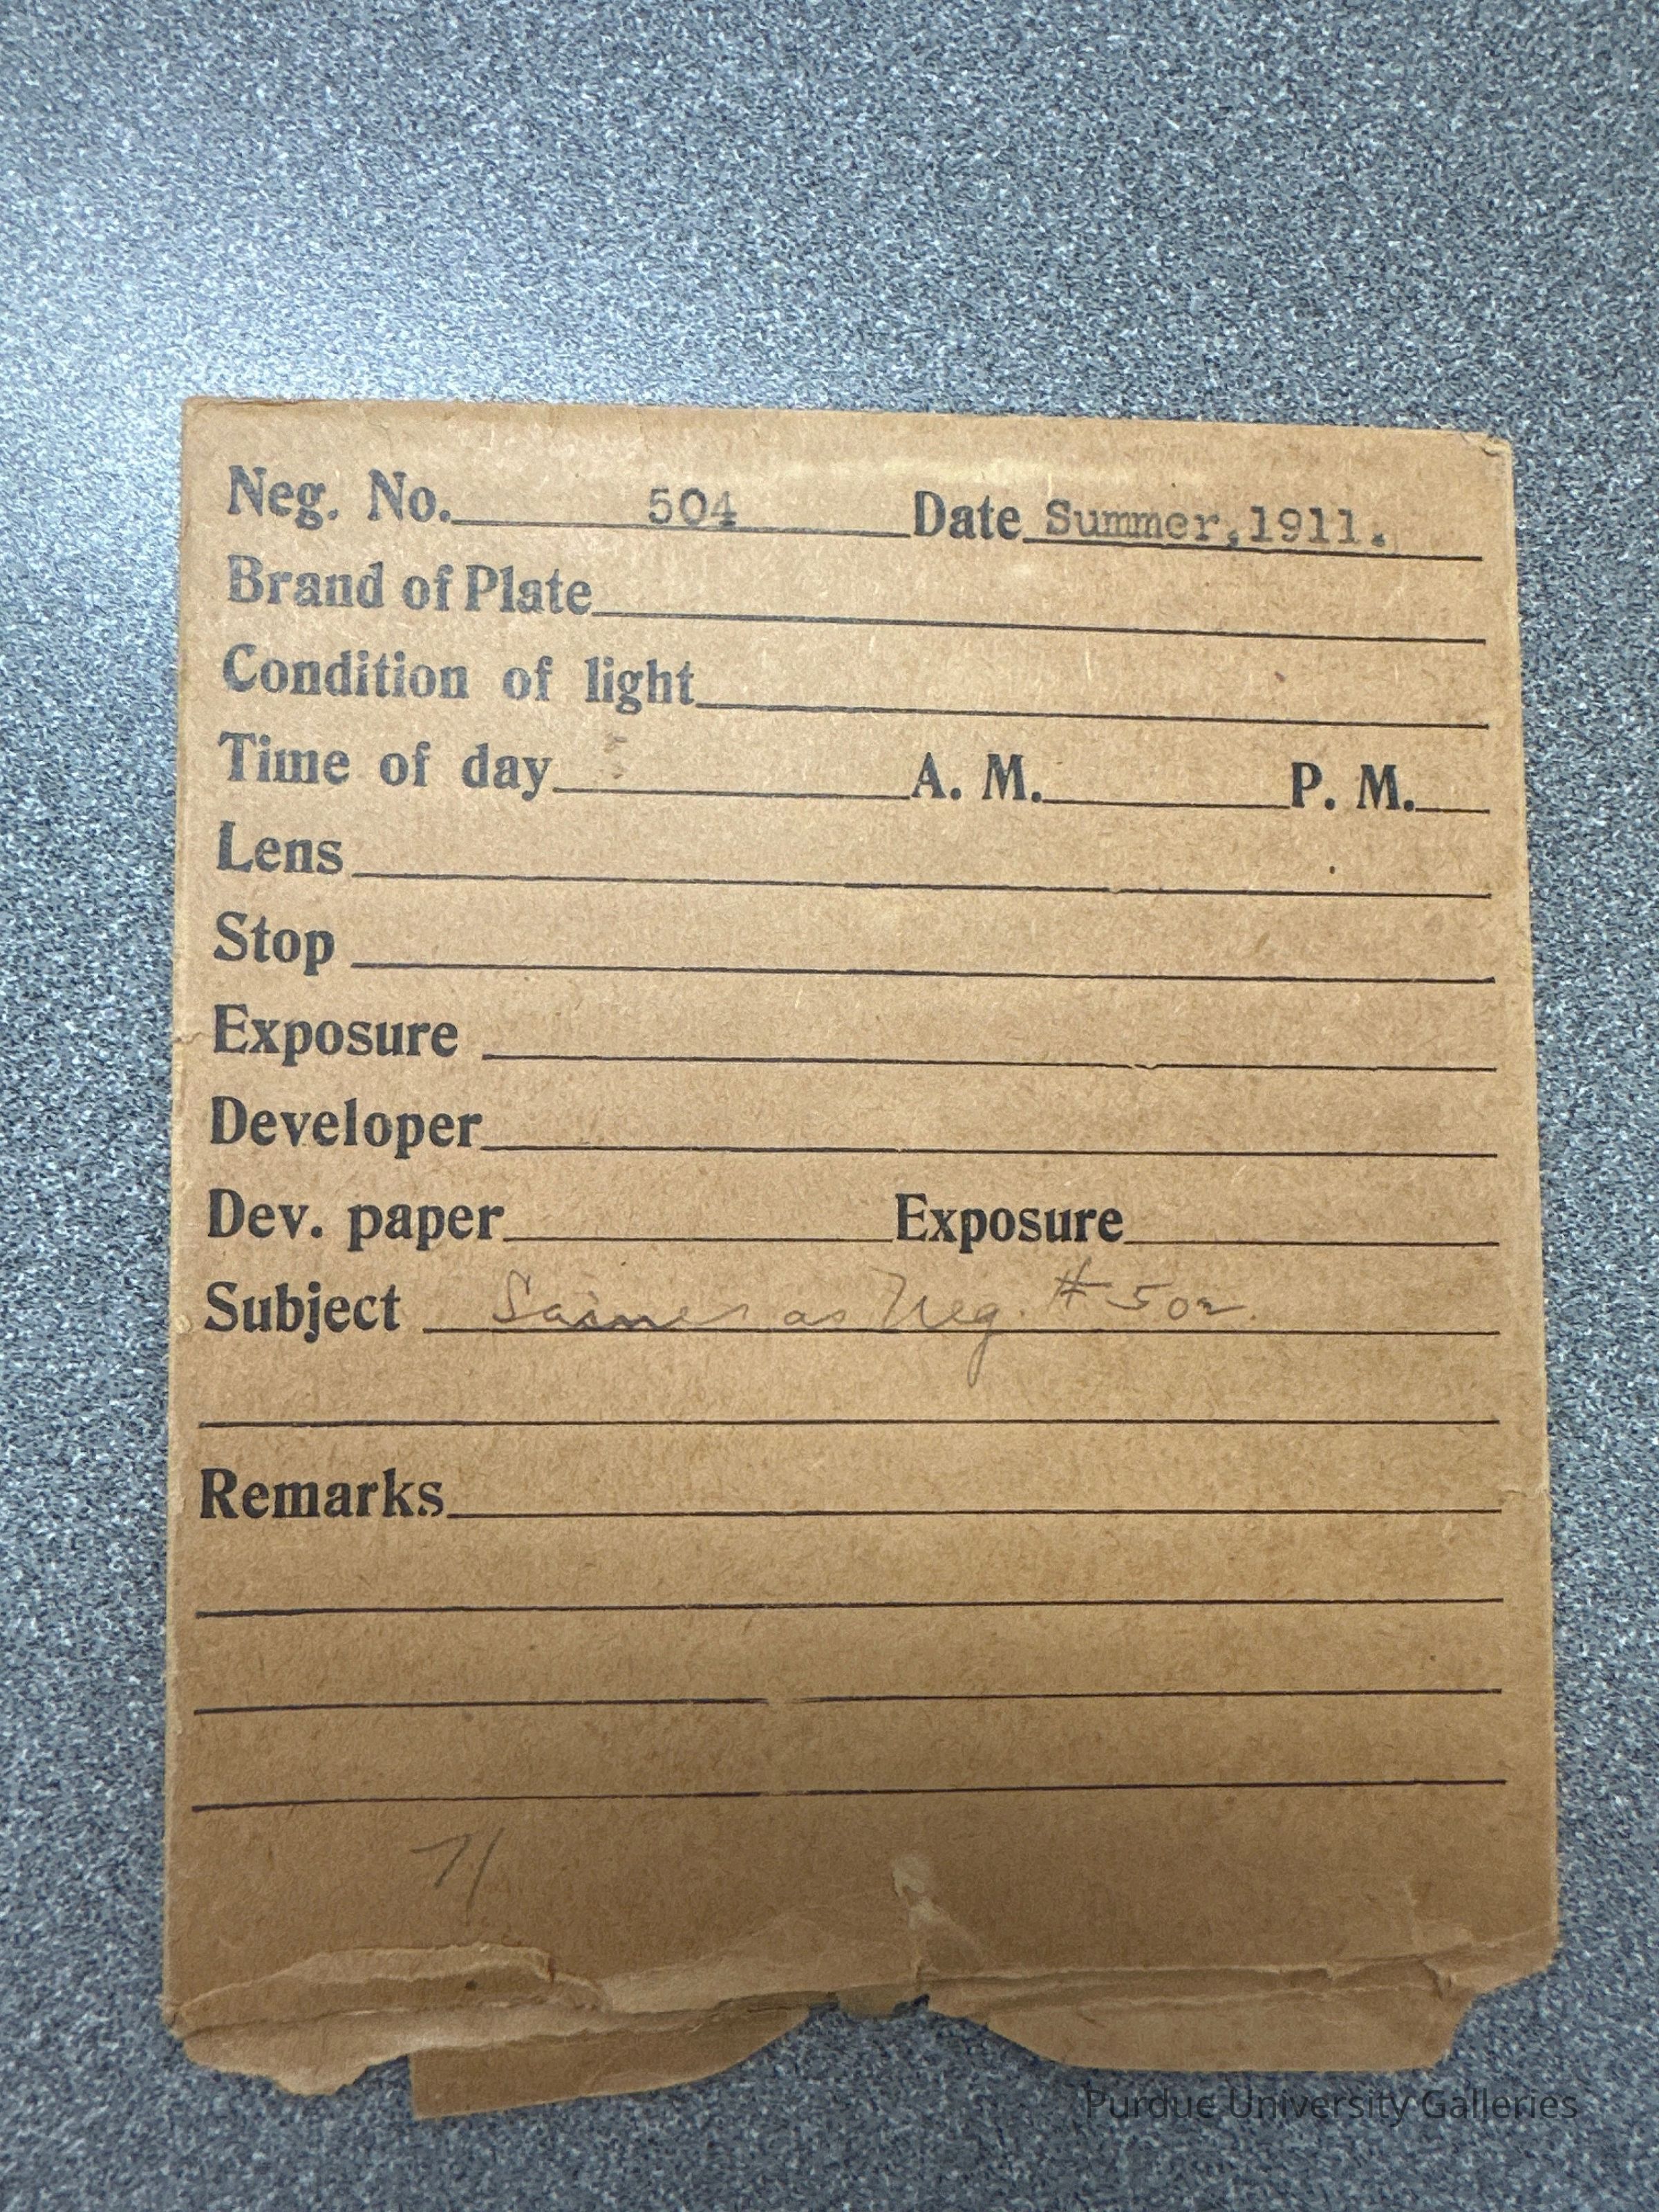 Neg. No. 504 Date Summer, 1911.
Brand of Plate
Condition of light
Time of day A. M. P. M.
Lens
Stop
Exposure
Developer
Dev. paper Exposure
Subject Same as Neg. # 502.
Remarks
71
Purdue University Galleries